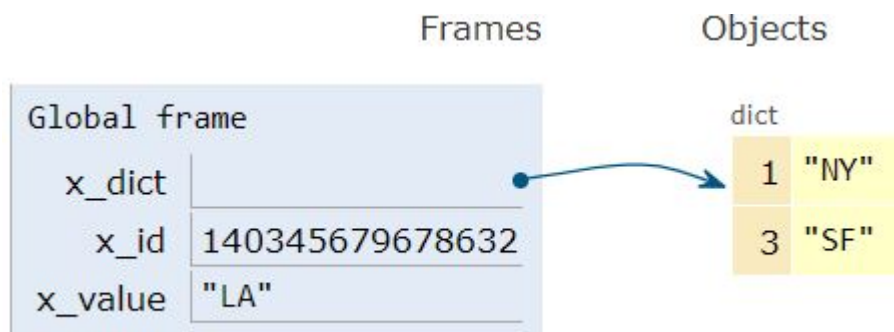 Frames Objects
Global frame
dict
x_dict
1 "NY"
x_id 140345679678632
3 "SF"
x_value "LA"